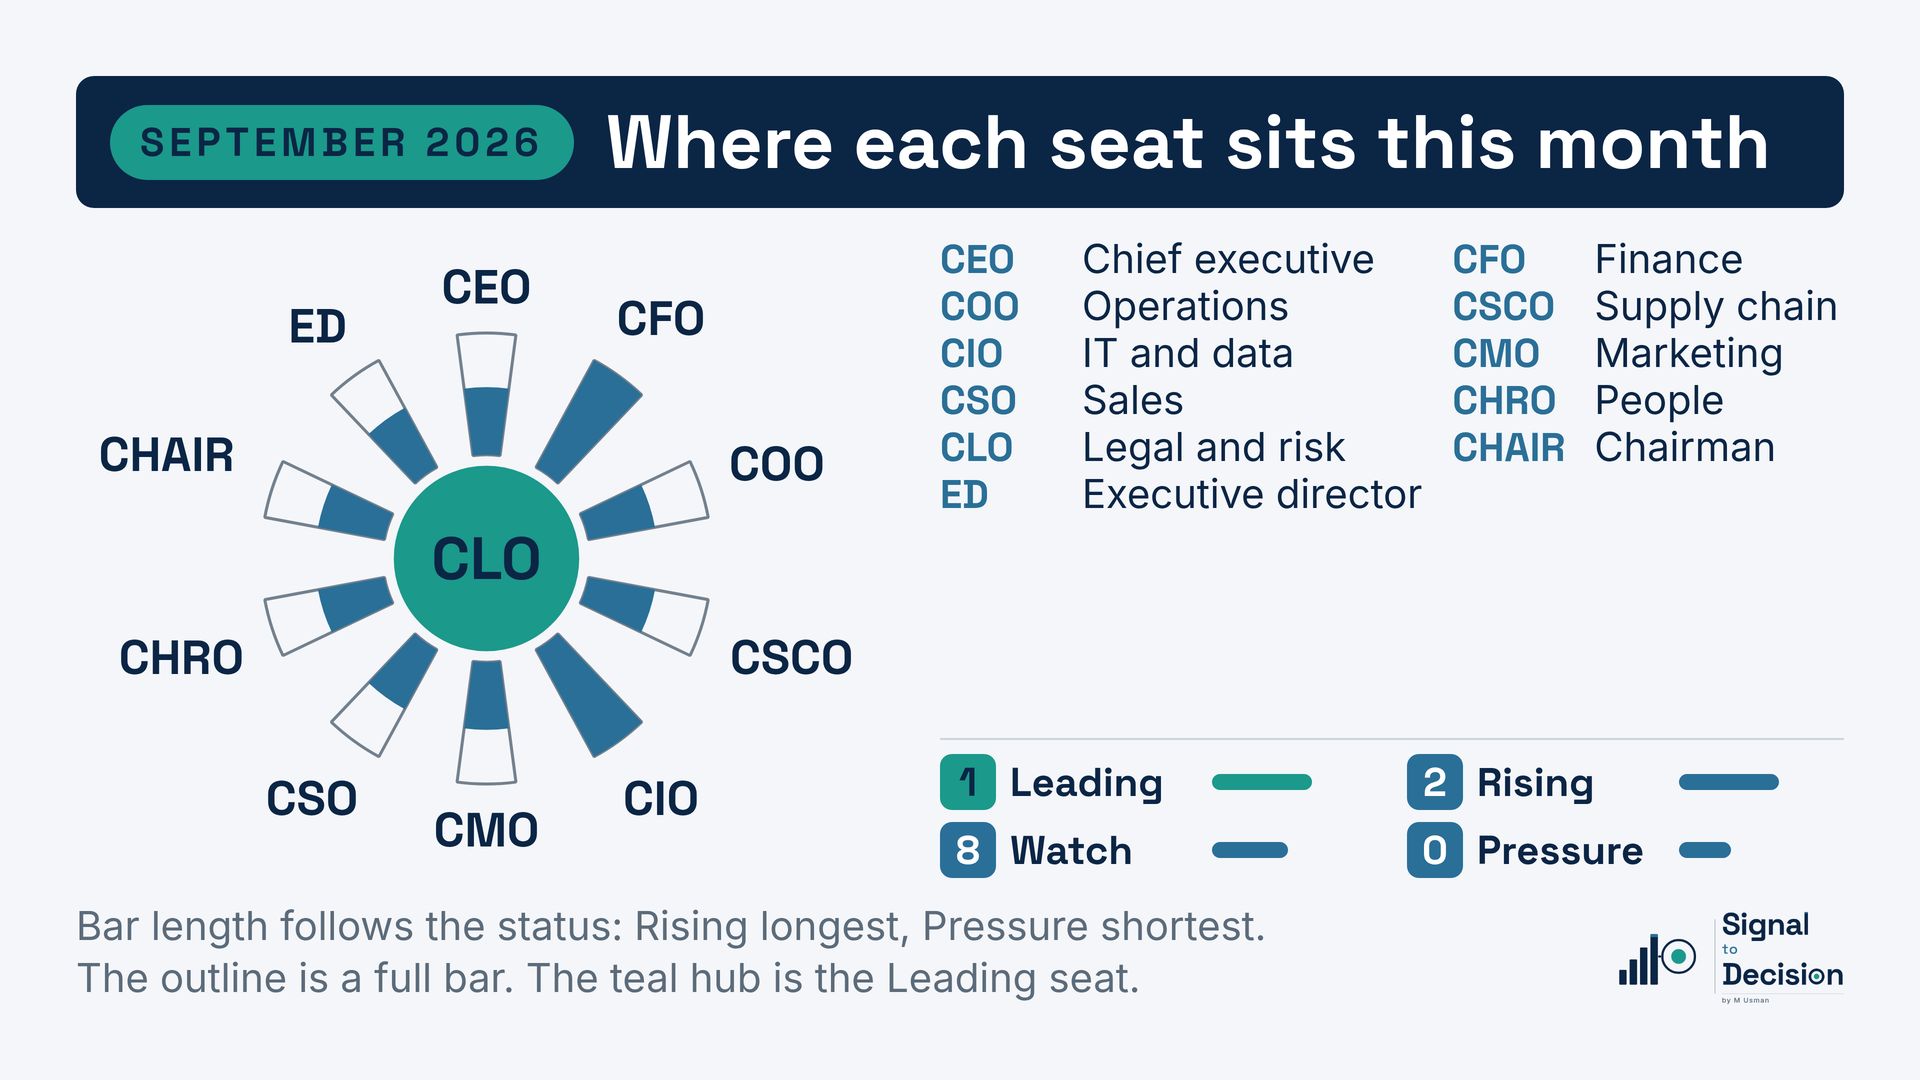 SEPTEMBER 2026
Where each seat sits this month
CEO
CFO
COO
CSCO
CIO
CMO
CSO
CHRO
CHAIR
ED
CLO
CEO Chief executive
CFO Finance
COO Operations
CSCO Supply chain
CIO IT and data
CMO Marketing
CSO Sales
CHRO People
CLO Legal and risk
CHAIR Chairman
ED Executive director
1 Leading
2 Rising
8 Watch
0 Pressure
Bar length follows the status: Rising longest, Pressure shortest.
The outline is a full bar. The teal hub is the Leading seat.
Signal
to
Decision
by M Usman